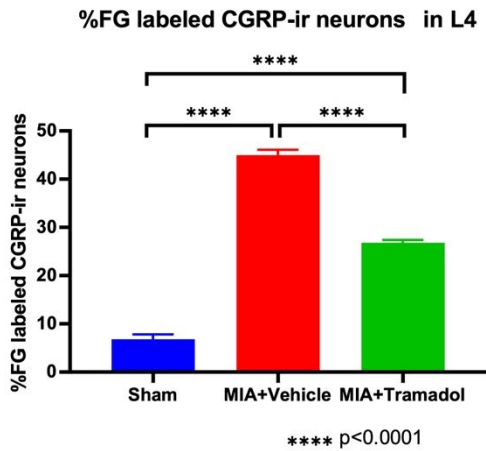 %FG labeled CGRP-ir neurons in L4
****
**** ****
50
40
30
20
10
0
%FG labeled CGRP-ir neurons
Sham MIA+Vehicle MIA+Tramadol
**** p<0.0001